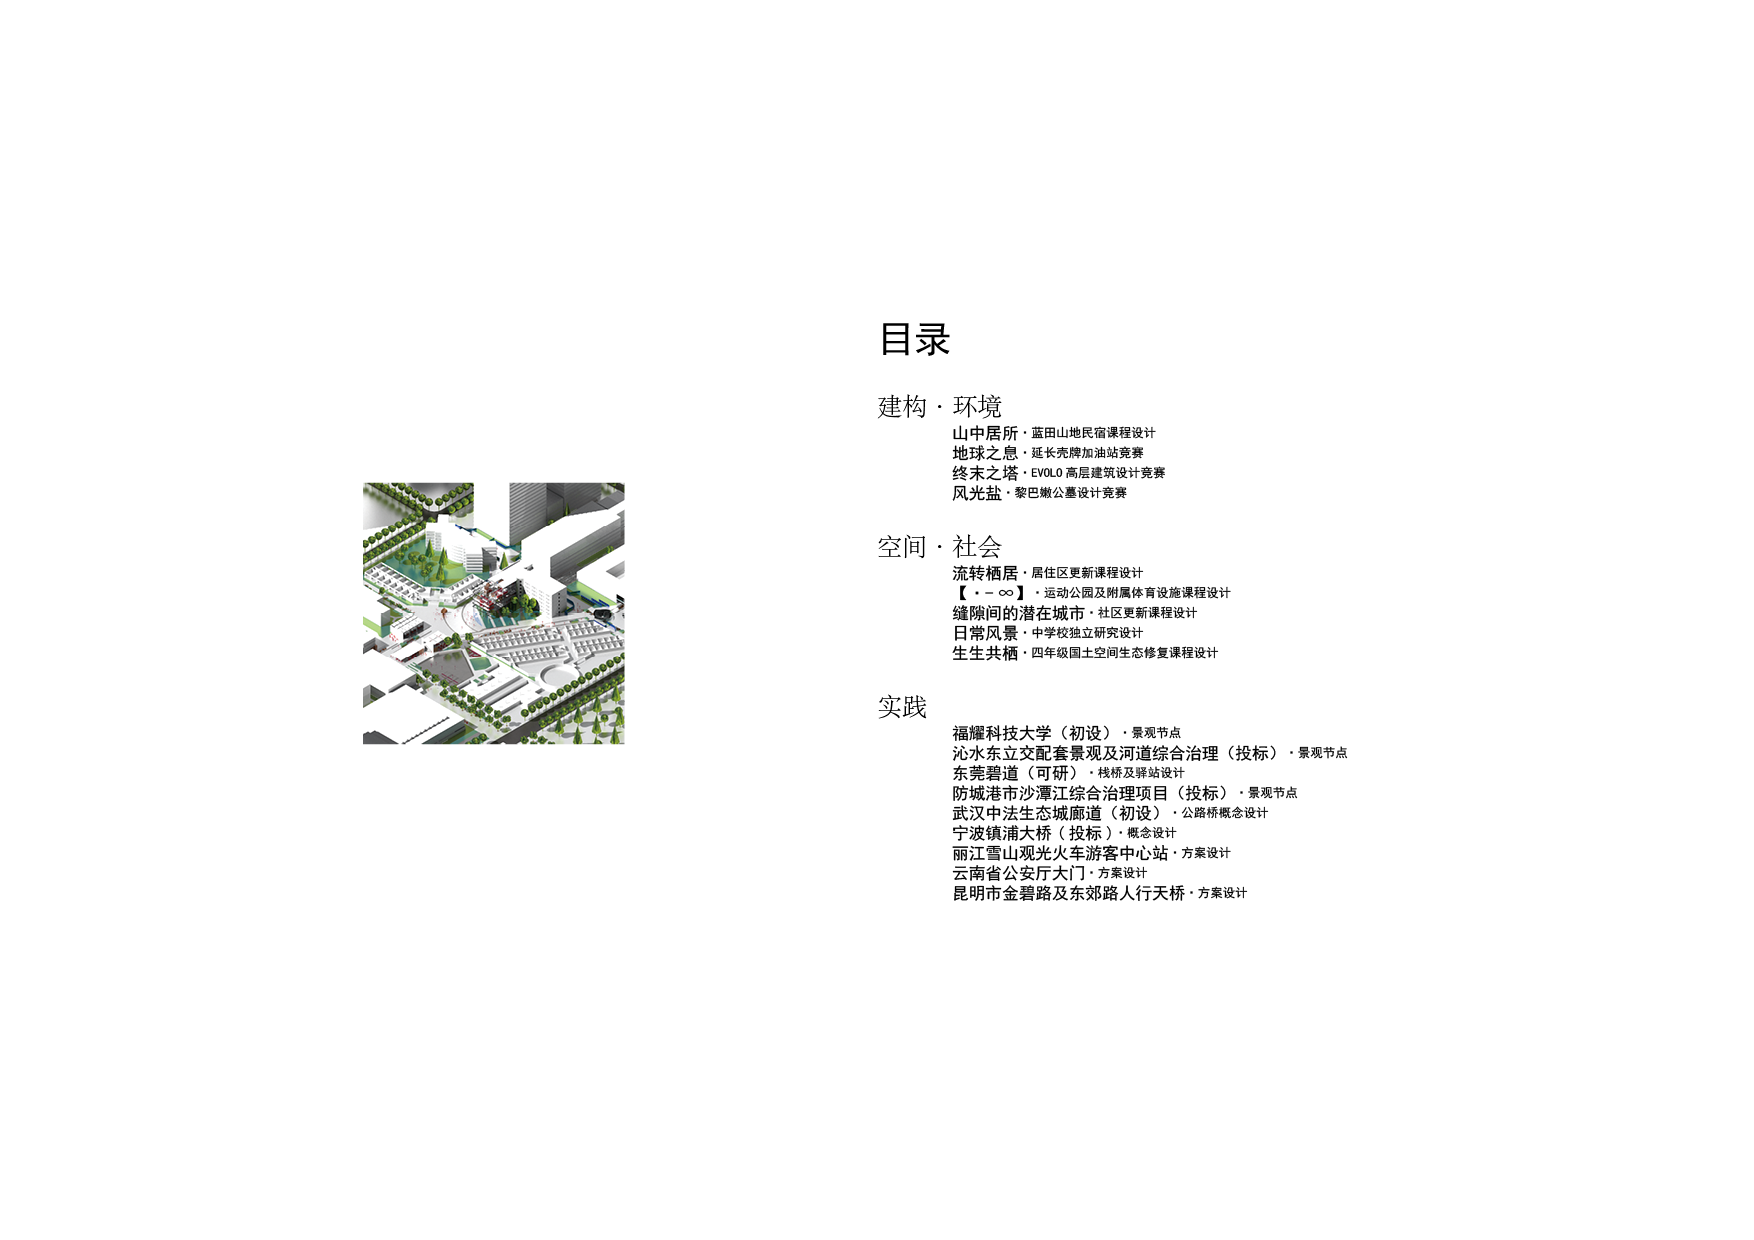 目录
建构·环境
山中居所·蓝田山地民宿课程设计
地球之息·延长壳牌加油站竞赛
终末之塔·EVOLO 高层建筑设计竞赛
风光盐·黎巴嫩公墓设计竞赛
空间·社会
流转栖居·居住区更新课程设计
【 · — ∞ 】·运动公园及附属体育设施课程设计
缝隙间的潜在城市·社区更新课程设计
日常风景·中学校独立研究设计
生生共栖·四年级国土空间生态修复课程设计
实践
福耀科技大学（初设）·景观节点
沁水东立交配套景观及河道综合治理（投标）·景观节点
东莞碧道（可研）·栈桥及驿站设计
防城港市沙潭江综合治理项目（投标）·景观节点
武汉中法生态城廊道（初设）·公路桥概念设计
宁波镇浦大桥（投标）·概念设计
丽江雪山观光火车游客中心站·方案设计
云南省公安厅大门·方案设计
昆明市金碧路及东郊路人行天桥·方案设计